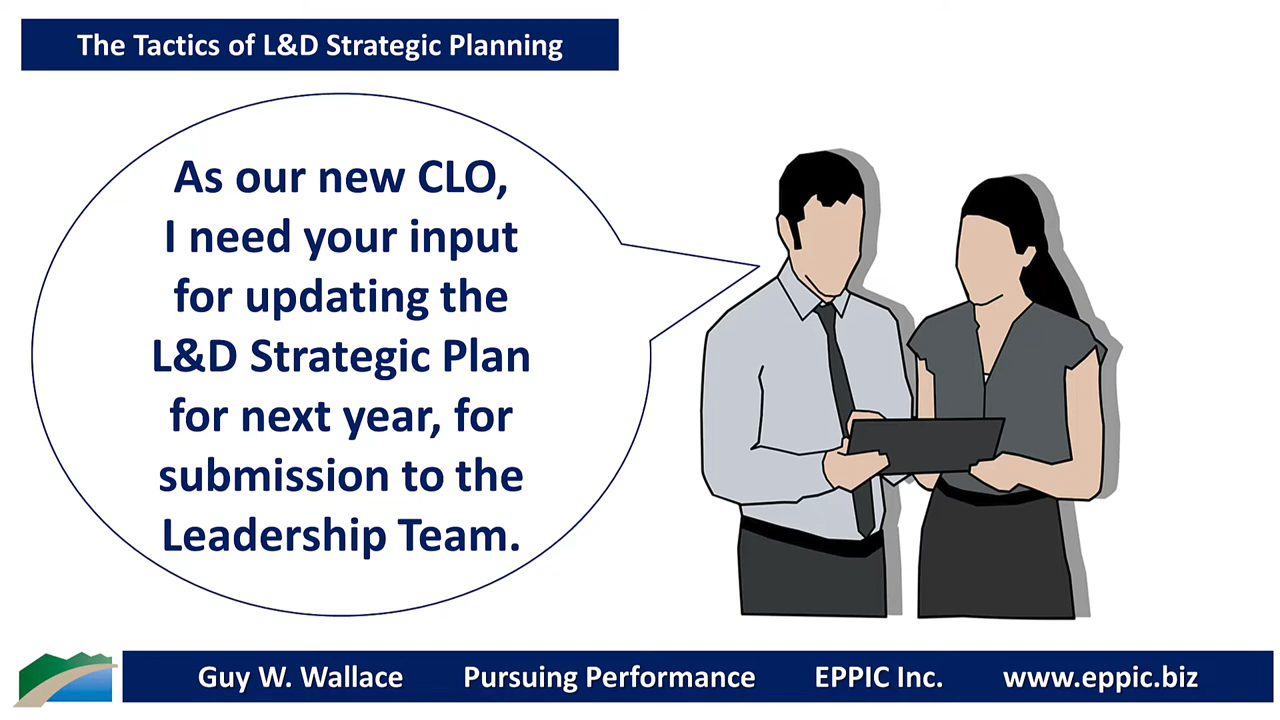 The Tactics of L&D Strategic Planning
As our new CLO,
I need your input
for updating the
L&D Strategic Plan
for next year, for
submission to the
Leadership Team.
Guy W. Wallace Pursuing Performance EPPIC Inc. www.eppic.biz